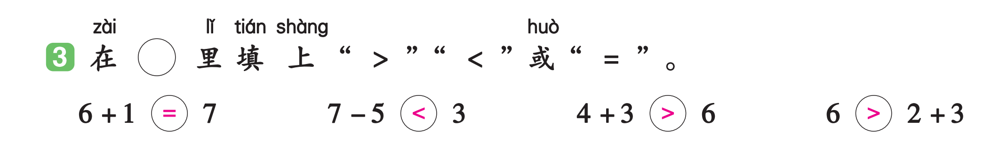 zài lǐ tián shàng huò
3 在 ○ 里 填 上 “ > ” “ < ” 或 “ = ” 。
6 + 1 = 7 7 - 5 < 3 4 + 3 > 6 6 > 2 + 3